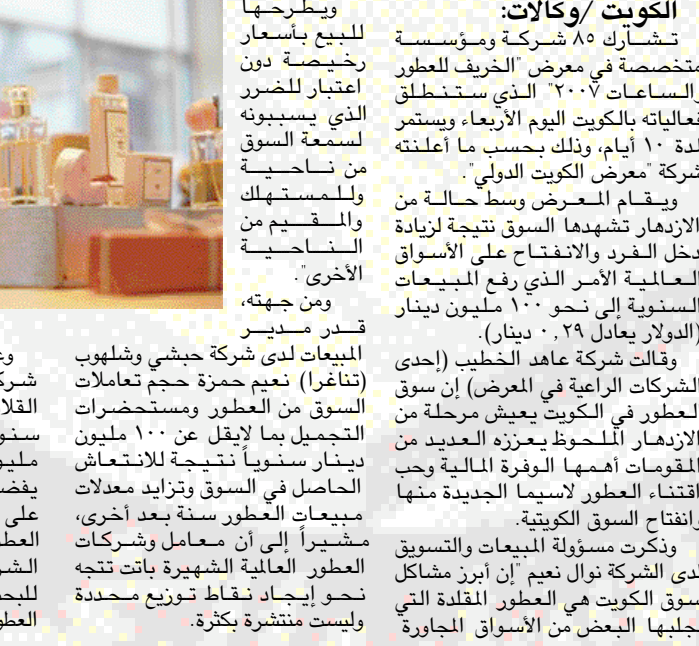 الكويت /وكالات:
تشارك ٨٥ شركة ومؤسسة
متخصصة في معرض "الخريف للعطور
والساعات ٢٠٠٧" الذي ستنطلق
فعالياته بالكويت اليوم الأربعاء ويستمر
لمدة ١٠ أيام، وذلك بحسب ما أعلنته
شركة "معرض الكويت الدولي".
ويقام المعرض وسط حالة من
الازدهار تشهدها السوق نتيجة لزيادة
دخل الفرد والانفتاح على الأسواق
العالمية الأمر الذي رفع المبيعات
السنوية إلى نحو ١٠٠ مليون دينار
(الدولار يعادل ٠,٢٩ دينار).
وقالت شركة عاهد الخطيب (إحدى
الشركات الراعية في المعرض) إن سوق
العطور في الكويت يعيش مرحلة من
الازدهار الملحوظ يعززه العديد من
المقومات أهمها الوفرة المالية وحب
اقتناء العطور لاسيما الجديدة منها
وانفتاح السوق الكويتية.
وذكرت مسؤولة المبيعات والتسويق
لدى الشركة نوال نعيم "إن أبرز مشاكل
سوق الكويت هي العطور المقلدة التي
يجلبها البعض من الأسواق المجاورة
ويطرحها
للبيع بأسعار
رخيصة دون
اعتبار للضرر
الذي يسببونه
لسمعة السوق
من ناحية
وللمستهلك
والمقيم من
الناحية
الأخرى".
ومن جهته،
قدر مدير
المبيعات لدى شركة حبشي وشلهوب
(تناغرا) نعيم حمزة حجم تعاملات
السوق من العطور ومستحضرات
التجميل بما لايقل عن ١٠٠ مليون
دينار سنوياً نتيجة للانتعاش
الحاصل في السوق وتزايد معدلات
مبيعات العطور سنة بعد أخرى،
مشيراً إلى أن معامل وشركات
العطور العالمية الشهيرة باتت تتجه
نحو إيجاد نقاط توزيع محددة
وليست منتشرة بكثرة.
على